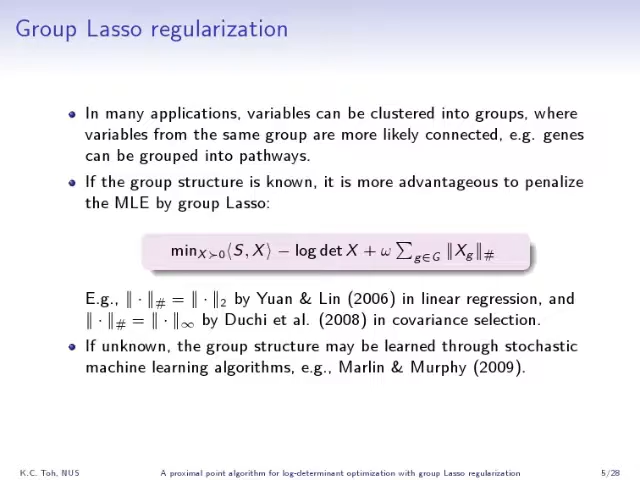 Group Lasso regularization
In many applications, variables can be clustered into groups, where
variables from the same group are more likely connected, e.g. genes
can be grouped into pathways.
If the group structure is known, it is more advantageous to penalize
the MLE by group Lasso:
min_{X≻0}⟨S, X⟩ − log det X + ω ∑_{g∈G} ‖X_g‖_#
E.g., ‖ · ‖_# = ‖ · ‖_2 by Yuan & Lin (2006) in linear regression, and
‖ · ‖_# = ‖ · ‖_∞ by Duchi et al. (2008) in covariance selection.
If unknown, the group structure may be learned through stochastic
machine learning algorithms, e.g., Marlin & Murphy (2009).
K.C. Toh, NUS A proximal point algorithm for log-determinant optimization with group Lasso regularization 5/28